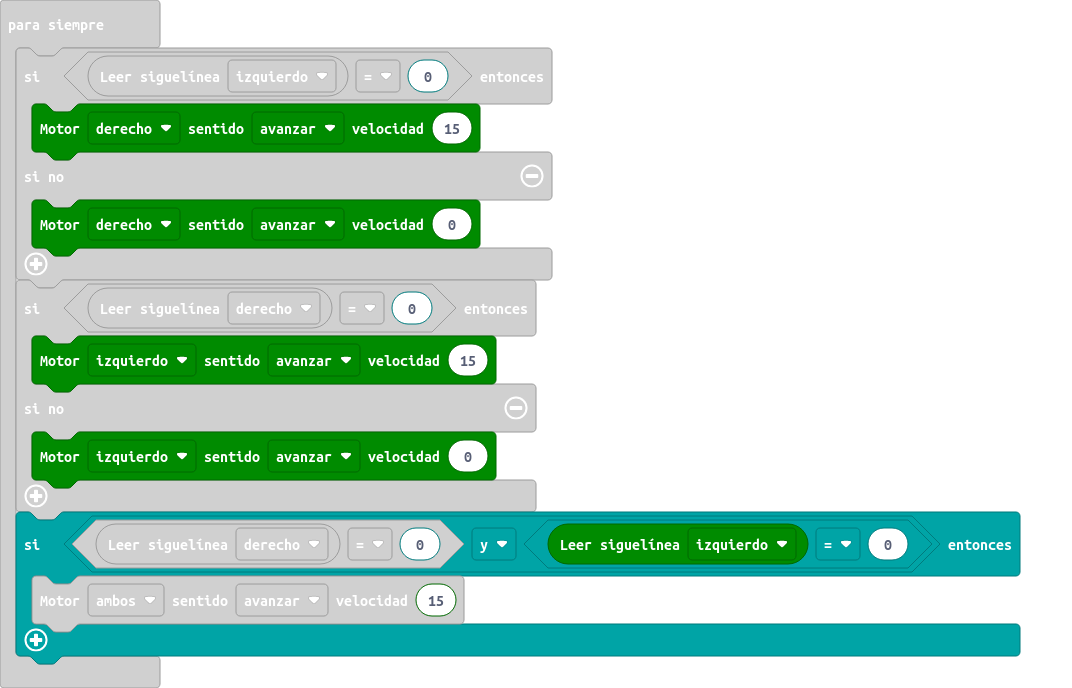 para siempre
si Leer siguelínea izquierdo = 0 entonces
Motor derecho sentido avanzar velocidad 15
si no
Motor derecho sentido avanzar velocidad 0
si Leer siguelínea derecho = 0 entonces
Motor izquierdo sentido avanzar velocidad 15
si no
Motor izquierdo sentido avanzar velocidad 0
si Leer siguelínea derecho = 0 y Leer siguelínea izquierdo = 0 entonces
Motor ambos sentido avanzar velocidad 15